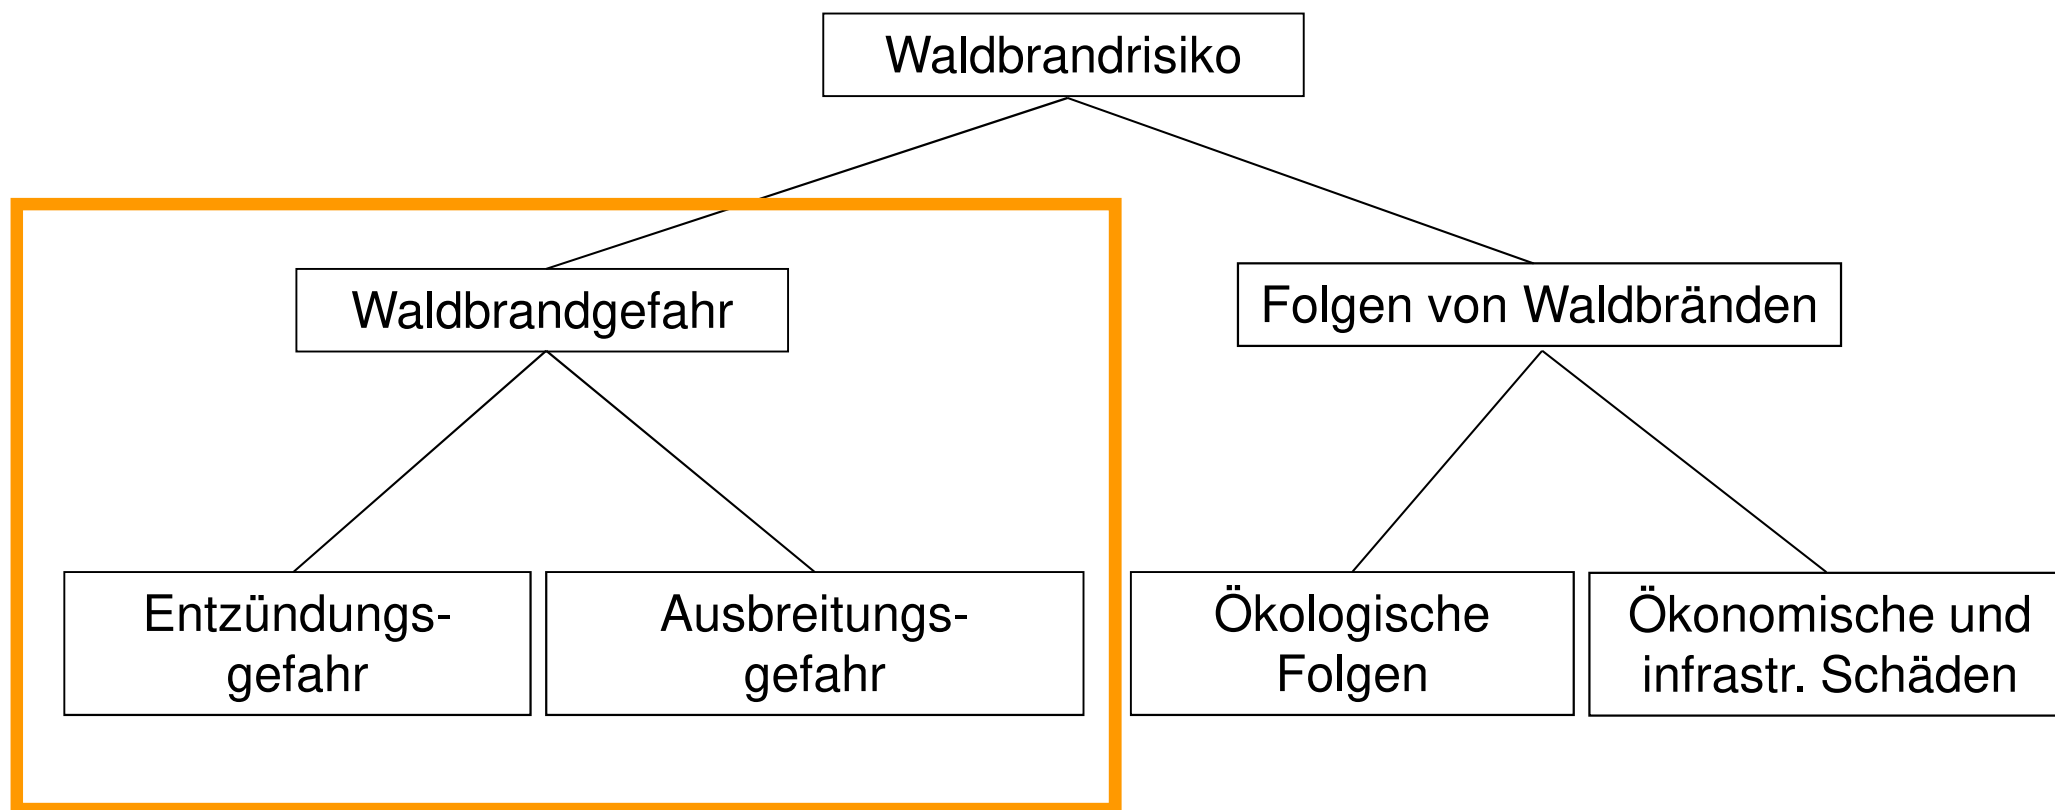 Waldbrandrisiko
Waldbrandgefahr
Folgen von Waldbränden
Entzündungs-
gefahr
Ausbreitungs-
gefahr
Ökologische
Folgen
Ökonomische und
infrastr. Schäden